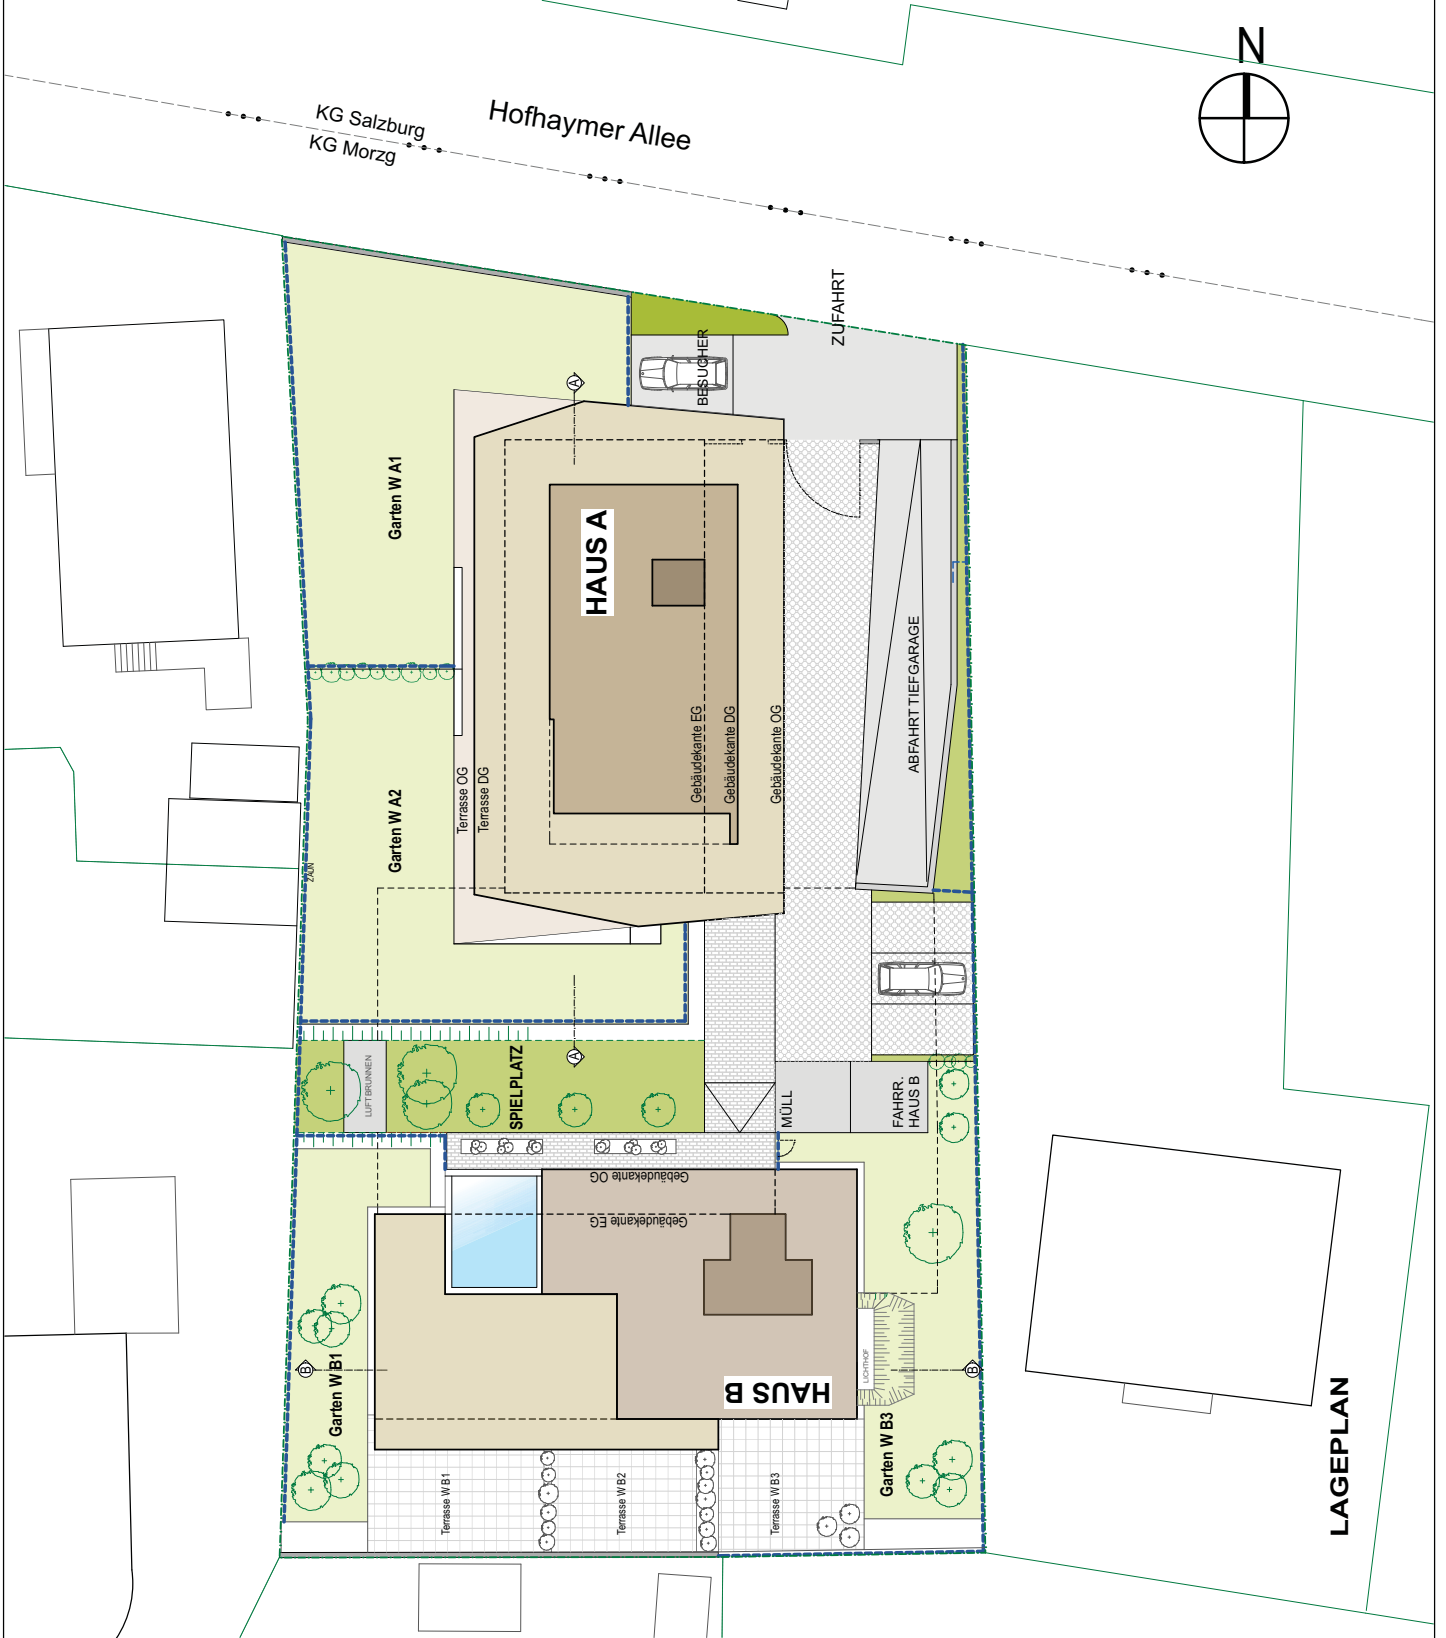 N
Hofhaymer Allee
KG Salzburg
KG Morzg
ZUFAHRT
BESUCHER
A
Garten W A1
HAUS A
ABFAHRT TIEFGARAGE
Gebäudekante EG
Gebäudekante DG
Gebäudekante OG
Terrasse OG
Terrasse DG
Garten W A2
ZAUN
A
LUFTBRUNNEN
SPIELPLATZ
MÜLL
FAHRR.
HAUS B
Gebäudekante OG
Gebäudekante EG
B
Garten W B1
HAUS B
LICHTHOF
B
Garten W B3
Terrasse W B1
Terrasse W B2
Terrasse W B3
LAGEPLAN